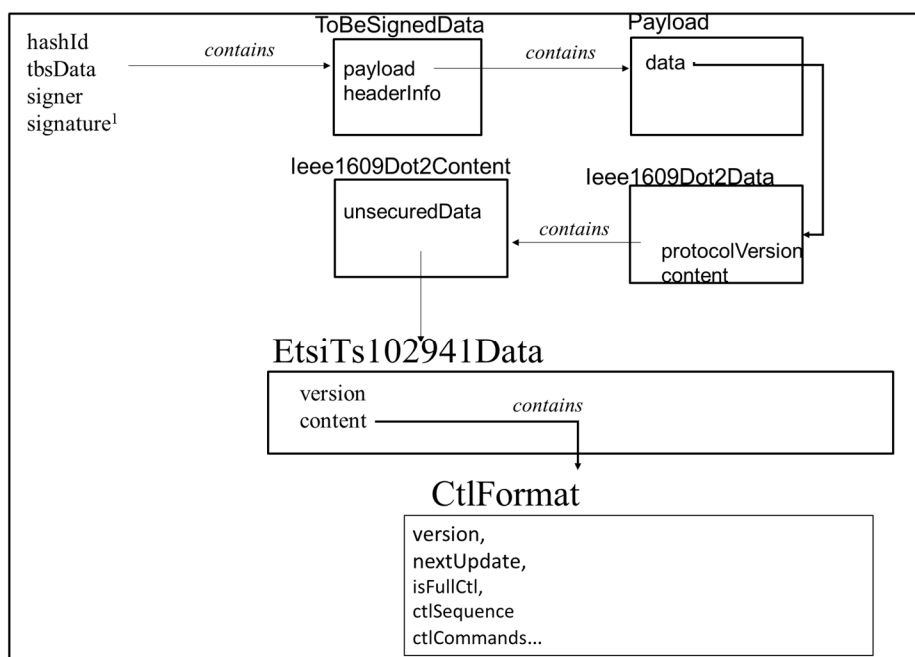 hashId
tbsData
signer
signature¹
contains
ToBeSignedData
payload
headerInfo
contains
Payload
data
Ieee1609Dot2Content
unsecuredData
contains
Ieee1609Dot2Data
protocolVersion
content
EtsiTs102941Data
version
content
contains
CtlFormat
version,
nextUpdate,
isFullCtl,
ctlSequence
ctlCommands...